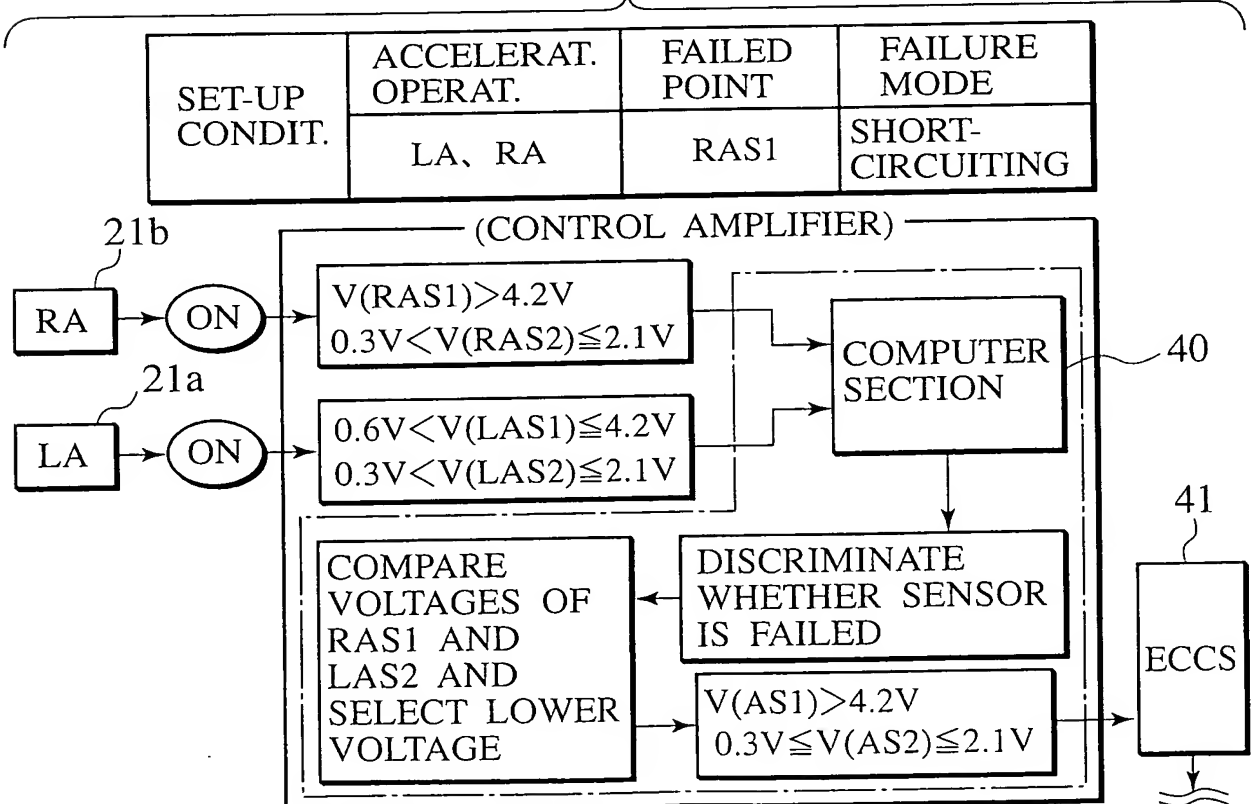 SET-UP
CONDIT.
ACCELERAT.
OPERAT.
FAILED
POINT
FAILURE
MODE
LA、RA
RAS1
SHORT-
CIRCUITING
(CONTROL AMPLIFIER)
21b
RA
ON
V(RAS1)>4.2V
0.3V<V(RAS2)≦2.1V
COMPUTER
SECTION
40
21a
LA
ON
0.6V<V(LAS1)≦4.2V
0.3V<V(LAS2)≦2.1V
COMPARE
VOLTAGES OF
RAS1 AND
LAS2 AND
SELECT LOWER
VOLTAGE
DISCRIMINATE
WHETHER SENSOR
IS FAILED
V(AS1)>4.2V
0.3V≦V(AS2)≦2.1V
41
ECCS